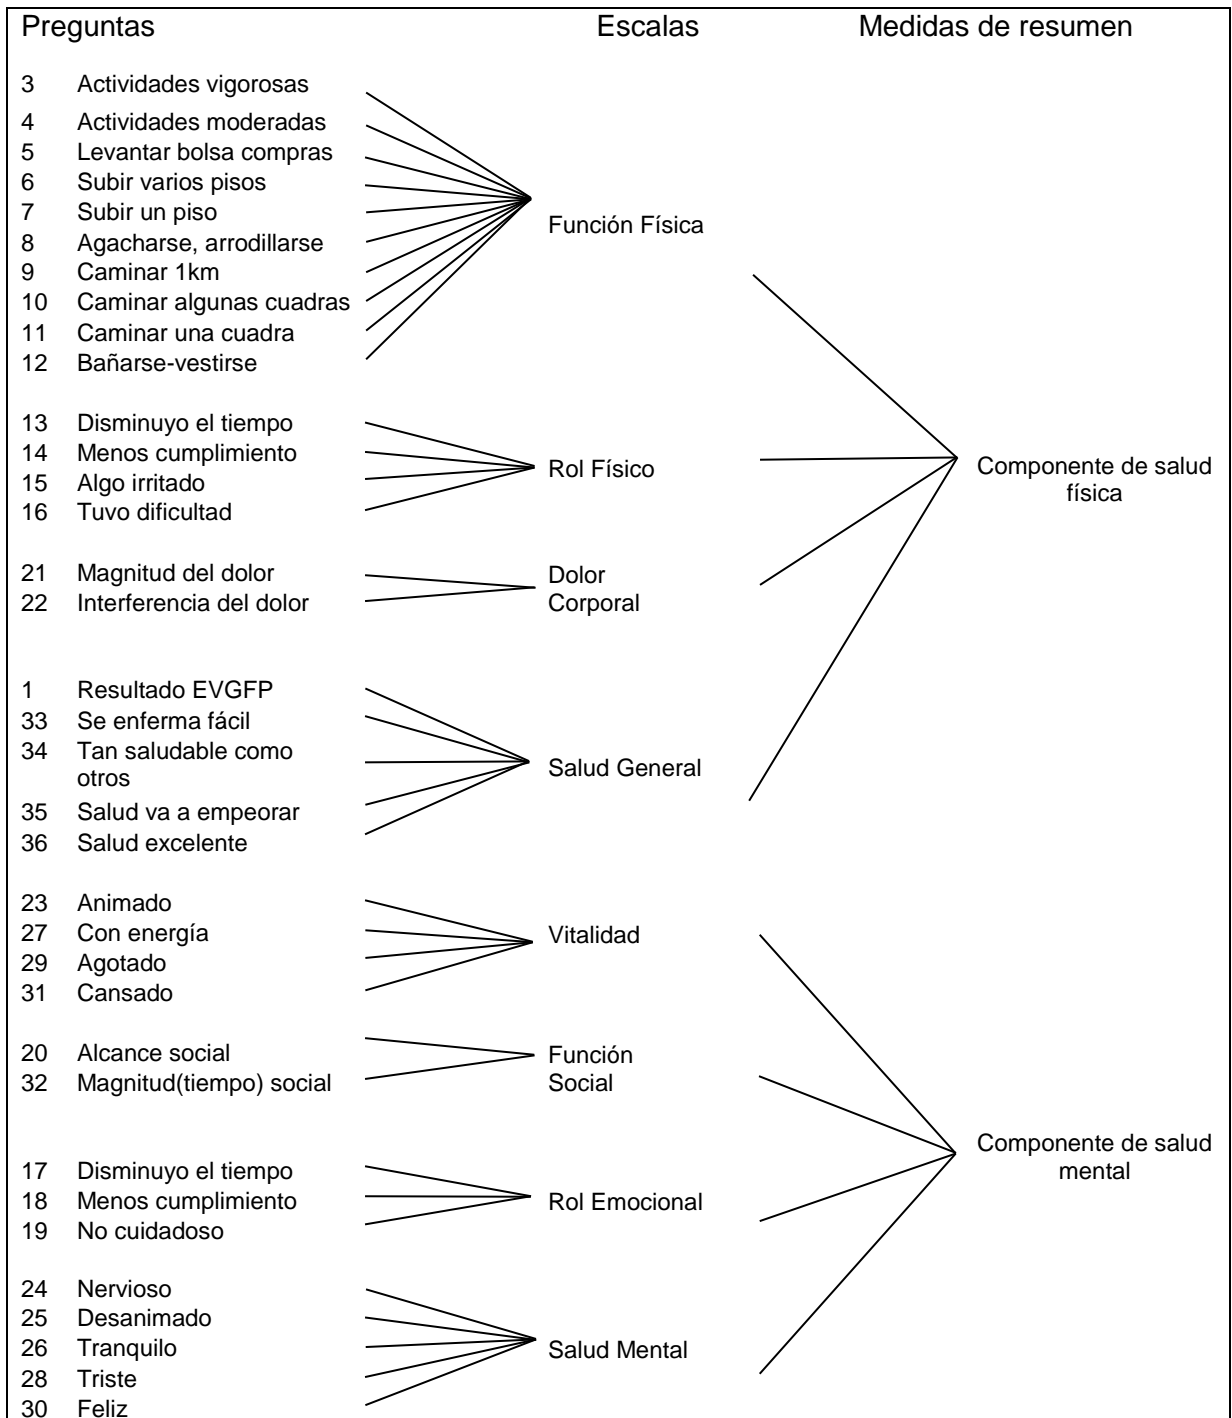 Preguntas Escalas Medidas de resumen
3 Actividades vigorosas
4 Actividades moderadas
5 Levantar bolsa compras
6 Subir varios pisos
7 Subir un piso
8 Agacharse, arrodillarse
9 Caminar 1km
10 Caminar algunas cuadras
11 Caminar una cuadra
12 Bañarse-vestirse
Función Física
13 Disminuyo el tiempo
14 Menos cumplimiento
15 Algo irritado
16 Tuvo dificultad
Rol Físico
21 Magnitud del dolor
22 Interferencia del dolor
Dolor
Corporal
1 Resultado EVGFP
33 Se enferma fácil
34 Tan saludable como
otros
35 Salud va a empeorar
36 Salud excelente
Salud General
Componente de salud
física
23 Animado
27 Con energía
29 Agotado
31 Cansado
Vitalidad
20 Alcance social
32 Magnitud(tiempo) social
Función
Social
17 Disminuyo el tiempo
18 Menos cumplimiento
19 No cuidadoso
Rol Emocional
24 Nervioso
25 Desanimado
26 Tranquilo
28 Triste
30 Feliz
Salud Mental
Componente de salud
mental